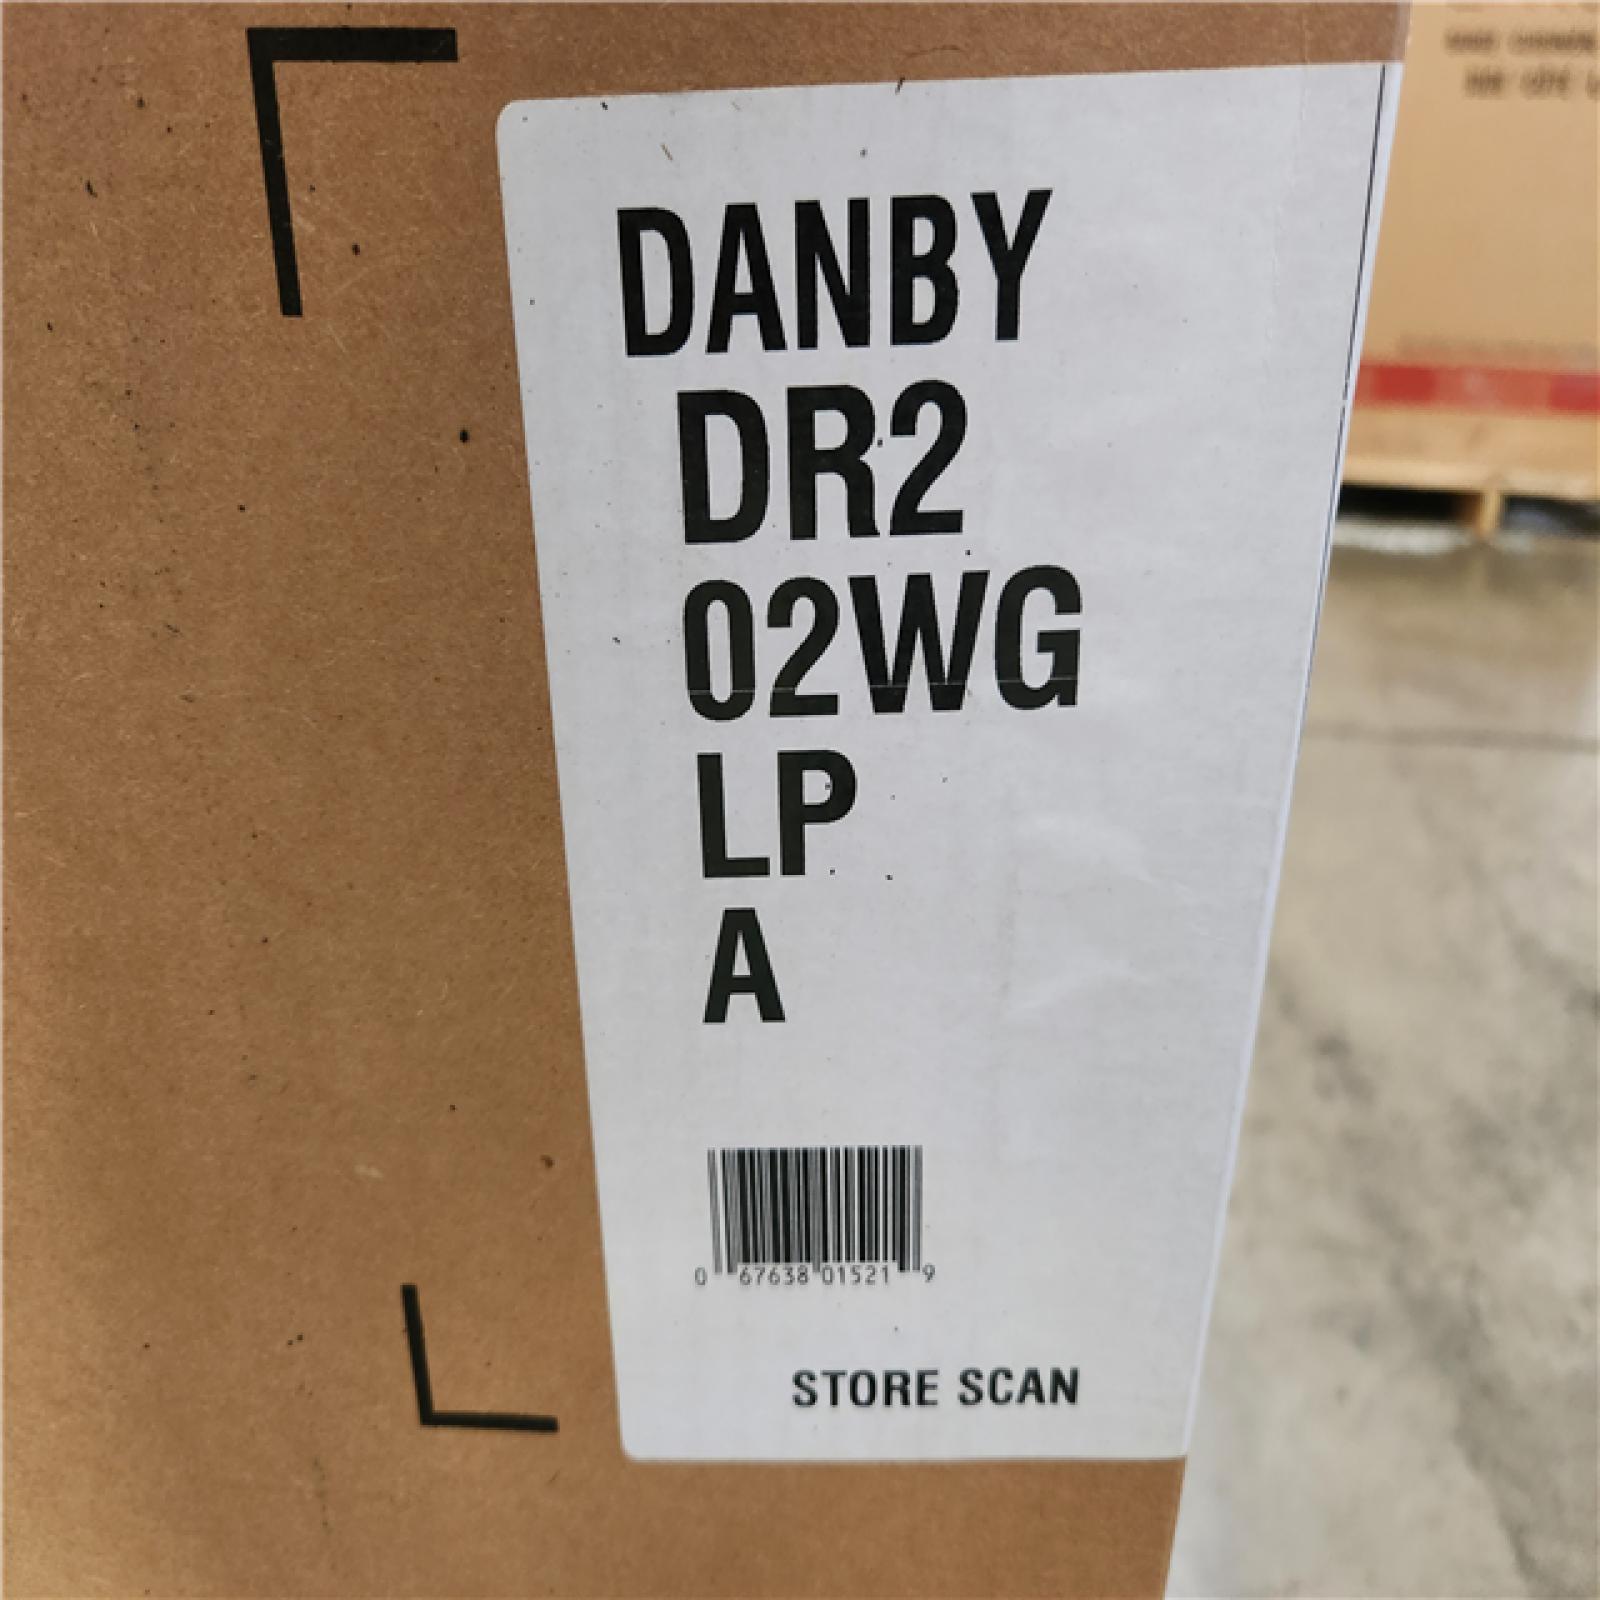 DANBY
DR2
02WG
LP
A
0 67638 01521 9
STORE SCAN